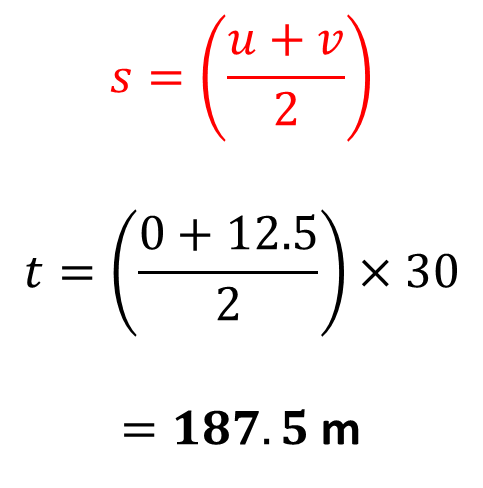 s = (u + v / 2)
t = (0 + 12.5 / 2) × 30
= 187.5 m